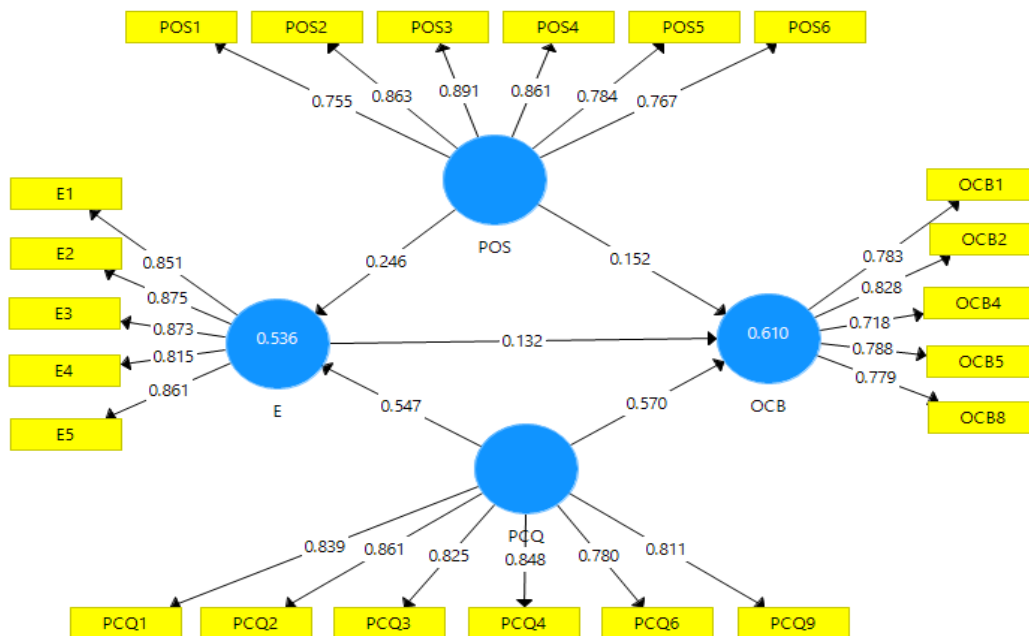 POS1 POS2 POS3 POS4 POS5 POS6
0.755 0.863 0.891 0.861 0.784 0.767
POS
E1
E2
E3
E4
E5
0.851
0.875
0.873
0.815
0.861
0.536
E
0.246
0.152
0.132
0.547
0.570
0.610
OCB
0.783
0.828
0.718
0.788
0.779
OCB1
OCB2
OCB4
OCB5
OCB8
PCQ
0.839 0.861 0.825 0.848 0.780 0.811
PCQ1 PCQ2 PCQ3 PCQ4 PCQ6 PCQ9